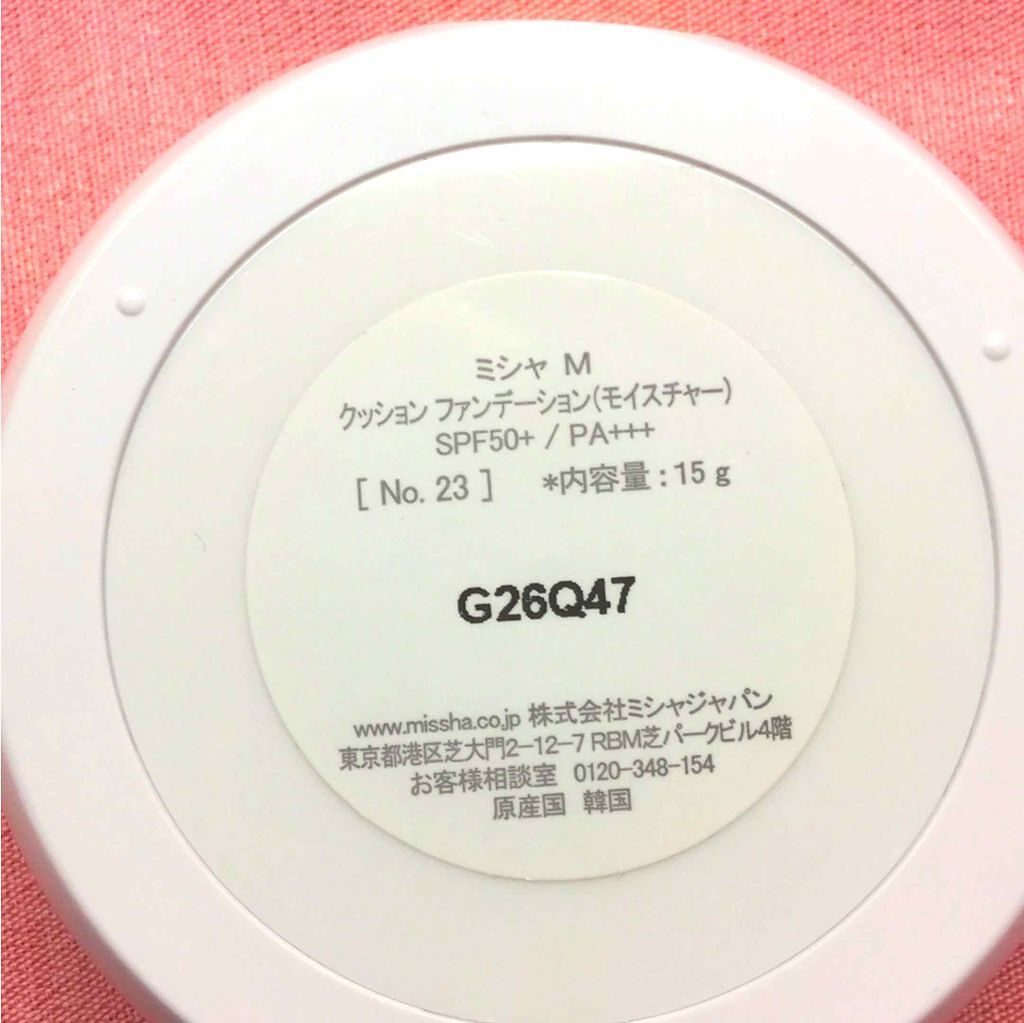 ミシャ M
クッション ファンデーション(モイスチャー)
SPF50+ / PA+++
[ No. 23 ] *内容量 : 15 g
G26Q47
www.missha.co.jp 株式会社ミシャジャパン
東京都港区芝大門2-12-7 RBM芝パークビル4階
お客様相談室 0120-348-154
原産国 韓国